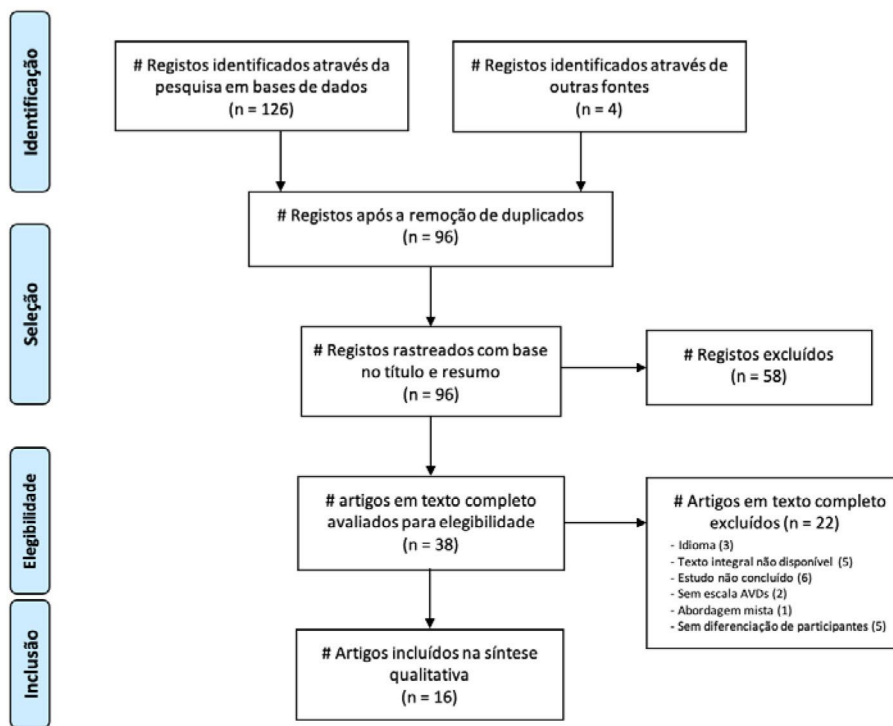 Identificação
# Registos identificados através da
pesquisa em bases de dados
(n = 126)
# Registos identificados através de
outras fontes
(n = 4)
# Registos após a remoção de duplicados
(n = 96)
Seleção
# Registos rastreados com base
no título e resumo
(n = 96)
# Registos excluídos
(n = 58)
Elegibilidade
# artigos em texto completo
avaliados para elegibilidade
(n = 38)
# Artigos em texto completo
excluídos (n = 22)
- Idioma (3)
- Texto integral não disponível (5)
- Estudo não concluído (6)
- Sem escala AVDs (2)
- Abordagem mista (1)
- Sem diferenciação de participantes (5)
Inclusão
# Artigos incluídos na síntese
qualitativa
(n = 16)